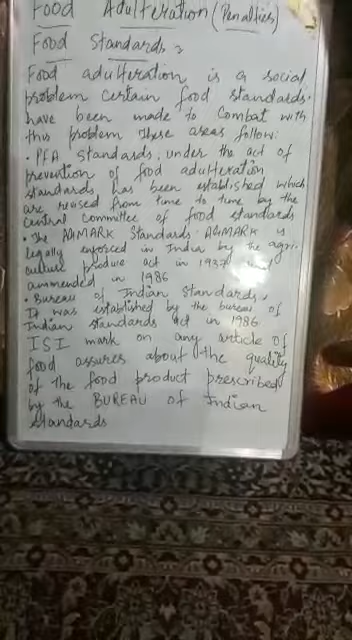 Food Adulteration (Penalties)
Food Standards :
Food adulteration is a social
problem certain food standards.
have been made to combat with
this problem These areas follow:
• PFA Standards, under the act of
prevention of food adulteration
standards has been established which
are revised from time to time by the
central committee of food standards
• The AGMARK Standards : AGMARK is
legally enforced in India by the agri-
culture produce act in 1937
ammended in 1986
• Bureau of Indian Standards,
It was established by the bureau of
Indian standards act in 1986
ISI mark on any article of
food assures about the quality
of the food product prescribed
by the BUREAU of Indian
standards